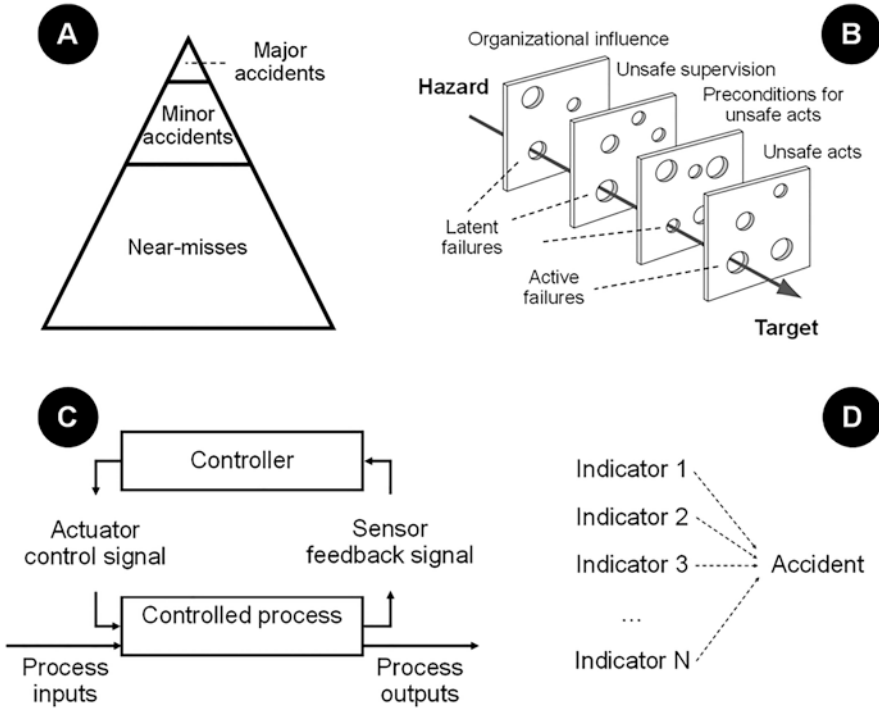 A
Major
accidents
Minor
accidents
Near-misses
B
Organizational influence
Unsafe supervision
Hazard
Preconditions for
unsafe acts
Unsafe acts
Latent
failures
Active
failures
Target
C
Controller
Actuator
control signal
Sensor
feedback signal
Controlled process
Process
inputs
Process
outputs
D
Indicator 1
Indicator 2
Indicator 3
...
Indicator N
Accident